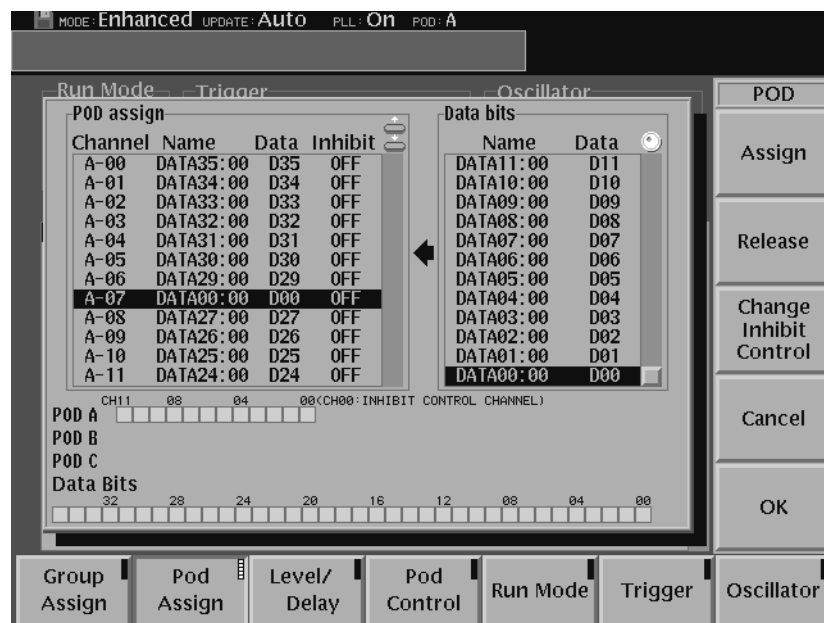 MODE:Enhanced UPDATE:Auto PLL:On POD:A
Run Mode Trigger Oscillator
POD assign
Channel Name Data Inhibit
A-00 DATA35:00 D35 OFF
A-01 DATA34:00 D34 OFF
A-02 DATA33:00 D33 OFF
A-03 DATA32:00 D32 OFF
A-04 DATA31:00 D31 OFF
A-05 DATA30:00 D30 OFF
A-06 DATA29:00 D29 OFF
A-07 DATA00:00 D00 OFF
A-08 DATA27:00 D27 OFF
A-09 DATA26:00 D26 OFF
A-10 DATA25:00 D25 OFF
A-11 DATA24:00 D24 OFF
Data bits
Name Data
DATA11:00 D11
DATA10:00 D10
DATA09:00 D09
DATA08:00 D08
DATA07:00 D07
DATA06:00 D06
DATA05:00 D05
DATA04:00 D04
DATA03:00 D03
DATA02:00 D02
DATA01:00 D01
DATA00:00 D00
CH11 08 04 00(CH00:INHIBIT CONTROL CHANNEL)
POD A
POD B
POD C
Data Bits
32 28 24 20 16 12 08 04 00
POD
Assign
Release
Change
Inhibit
Control
Cancel
OK
Group
Assign
Pod
Assign
Level/
Delay
Pod
Control
Run Mode
Trigger
Oscillator